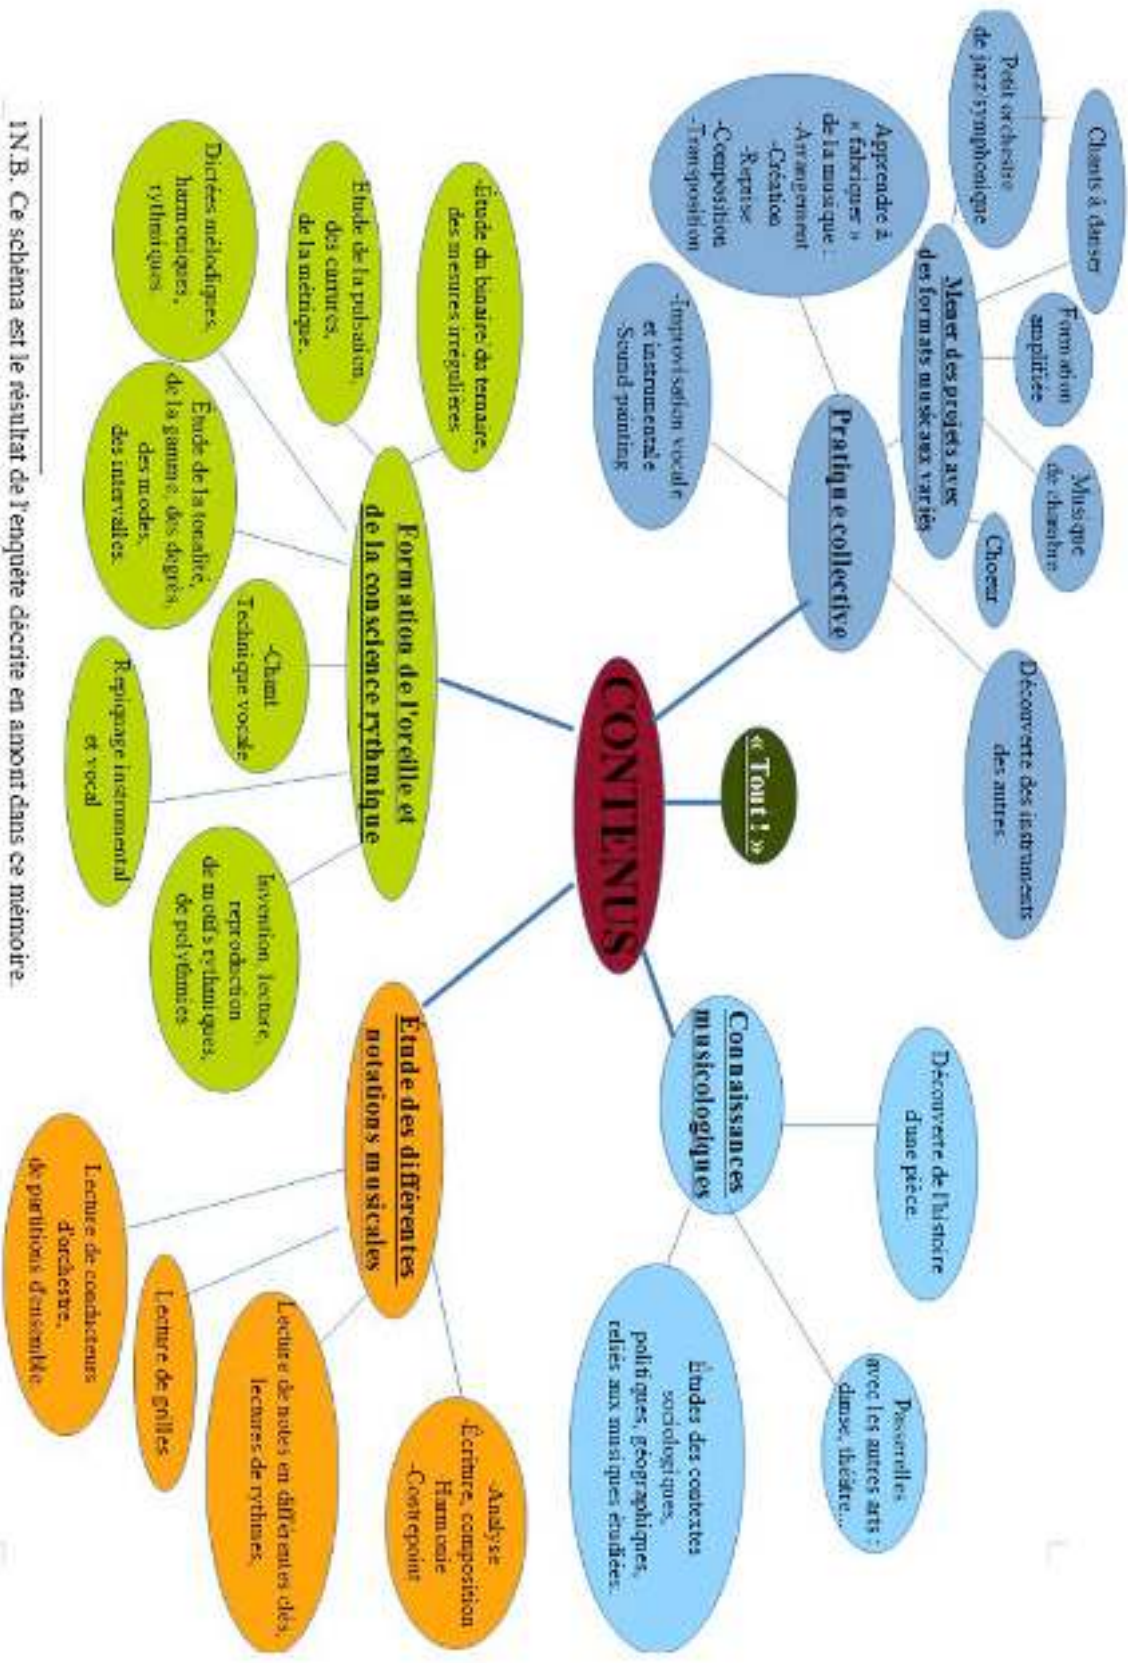 Chants à danser
Petit orchestre
de jazz/symphonique
Formation
amplifiée
Musique
de chambre
Choeur
Mener des projets avec
des formats musicaux variés
Découverte des instruments
des autres.
Apprendre à
« fabriquer »
de la musique :
-Arrangement
-Création
-Reprise
-Composition
-Transposition
Pratique collective
-Improvisation vocale
et instrumentale
-Sound painting
« Tout ! »
CONTENUS
Découverte de l'histoire
d'une pièce.
Passerelles
avec les autres arts :
danse, théâtre...
Connaissances
musicologiques
Études des contextes
sociologiques,
politiques, géographiques,
reliés aux musiques étudiées.
-Étude du binaire du ternaire,
des mesures irrégulières
Etude de la pulsation,
des carrures,
de la métrique.
Dictées mélodiques,
harmoniques,
rythmiques.
Étude de la tonalité,
de la gamme, des degrés,
des modes,
des intervalles.
Formation de l'oreille et
de la conscience rythmique
-Chant
Technique vocale
Repiquage instrumental
et vocal
Invention, lecture,
reproduction
de motifs rythmiques,
Étude des différentes
notations musicales
-Analyse
-Écriture, composition
Harmonie
Lecture de notes en différentes clés,
lectures de rythmes,
Lecture de grilles
Lecture de conducteurs
d'orchestre,
de partitions d'ensemble
1N.B. Ce schéma est le résultat de l'enquête décrite en amont dans ce mémoire.